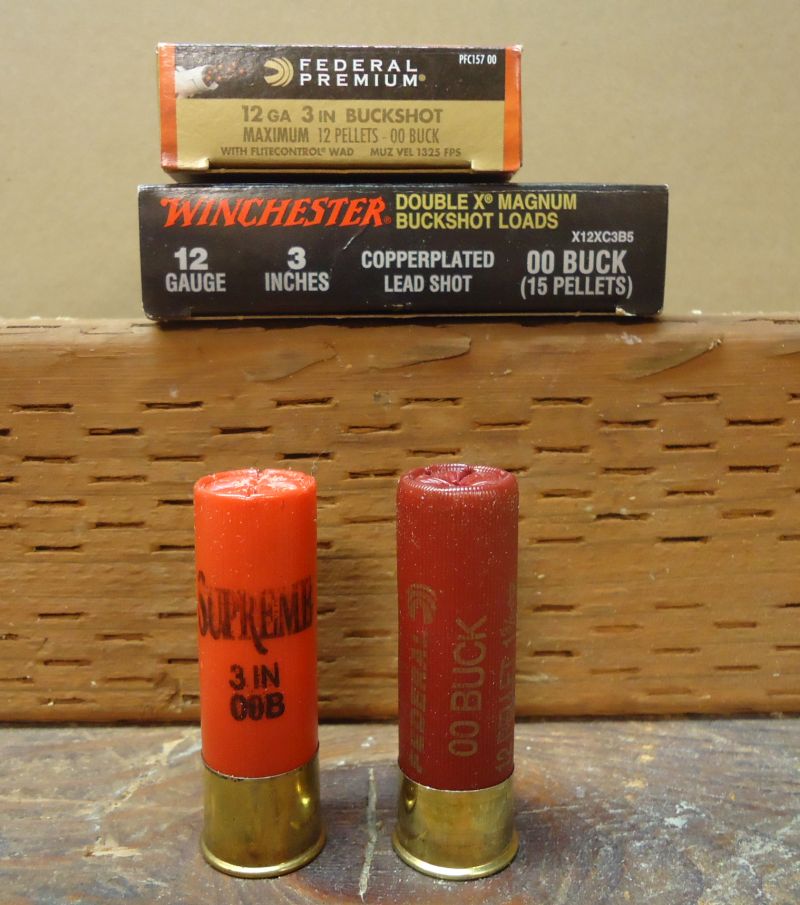 PFC157 00
FEDERAL
PREMIUM®
12 GA 3 IN BUCKSHOT
MAXIMUM 12 PELLETS - 00 BUCK
WITH FLITECONTROL® WAD MUZ VEL 1325 FPS
WINCHESTER® DOUBLE X® MAGNUM
BUCKSHOT LOADS
X12XC3B5
12 GAUGE
3 INCHES
COPPERPLATED
LEAD SHOT
00 BUCK
(15 PELLETS)
SUPREME
3 IN
00B
FEDERAL
00 BUCK
12 PELLET